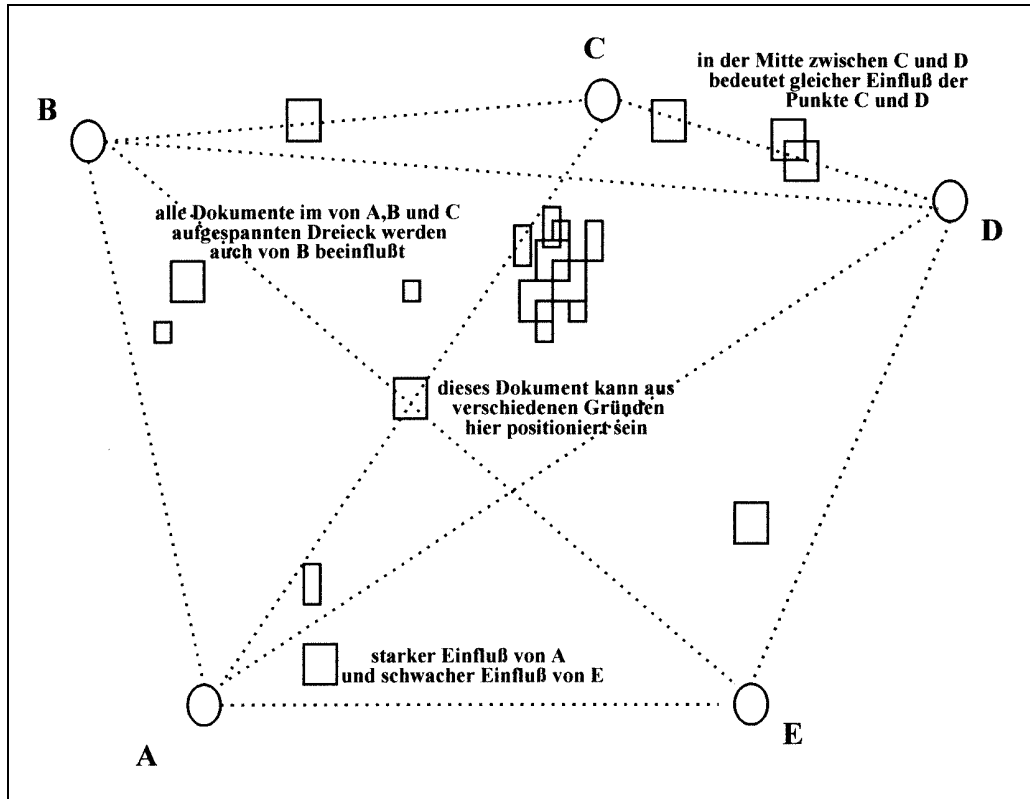 C
in der Mitte zwischen C und D
bedeutet gleicher Einfluß der
Punkte C und D
B
D
alle Dokumente im von A,B und C
aufgespannten Dreieck werden
auch von B beeinflußt
dieses Dokument kann aus
verschiedenen Gründen
hier positioniert sein
starker Einfluß von A
und schwacher Einfluß von E
A
E